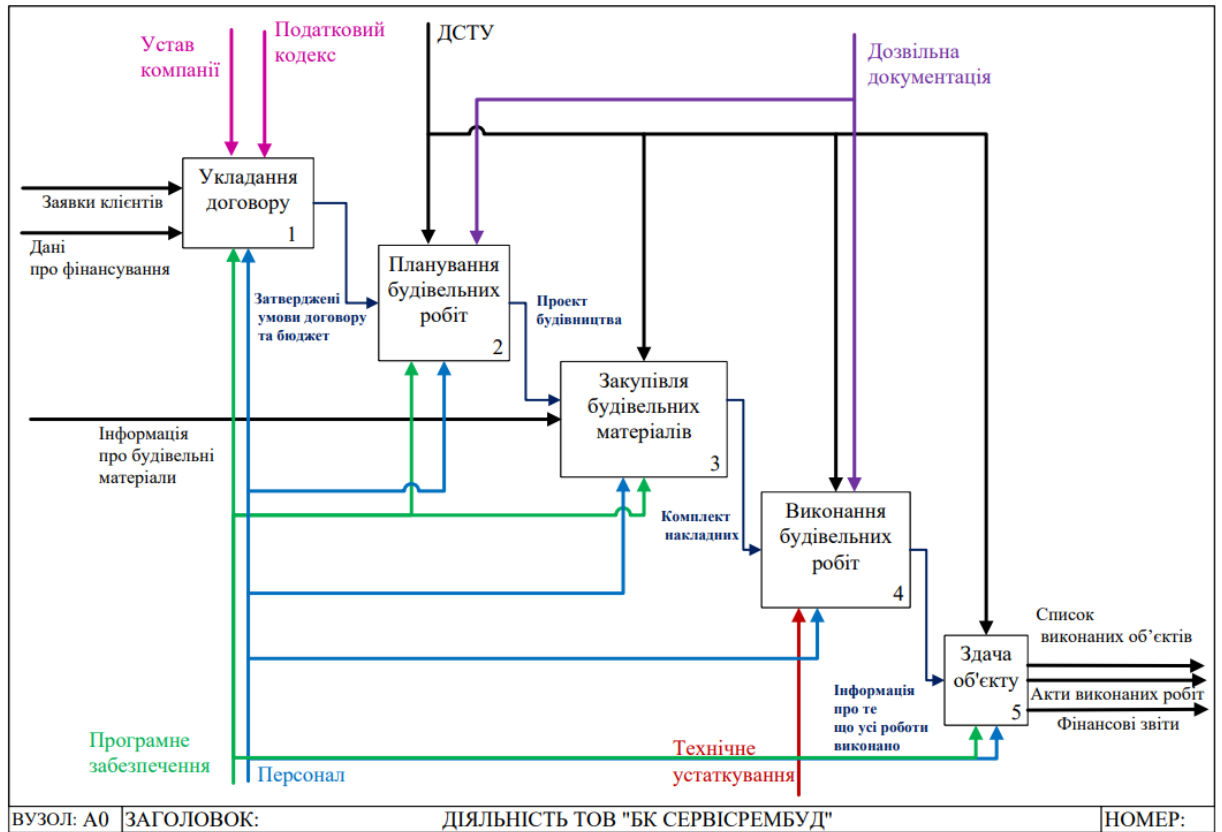 Устав
компанії
Податковий
кодекс
ДСТУ
Дозвільна
документація
Заявки клієнтів
Дані
про фінансування
Укладання
договору
1
Затверджені
умови договору
та бюджет
Планування
будівельних
робіт
2
Проект
будівництва
Інформація
про будівельні
матеріали
Закупівля
будівельних
матеріалів
3
Комплект
накладних
Виконання
будівельних
робіт
4
Інформація
про те
що усі роботи
виконано
Здача
об'єкту
5
Список
виконаних об’єктів
Акти виконаних робіт
Фінансові звіти
Програмне
забезпечення
Персонал
Технічне
устаткування
ВУЗОЛ: А0 ЗАГОЛОВОК: ДІЯЛЬНІСТЬ ТОВ "БК СЕРВІСРЕМБУД" НОМЕР: